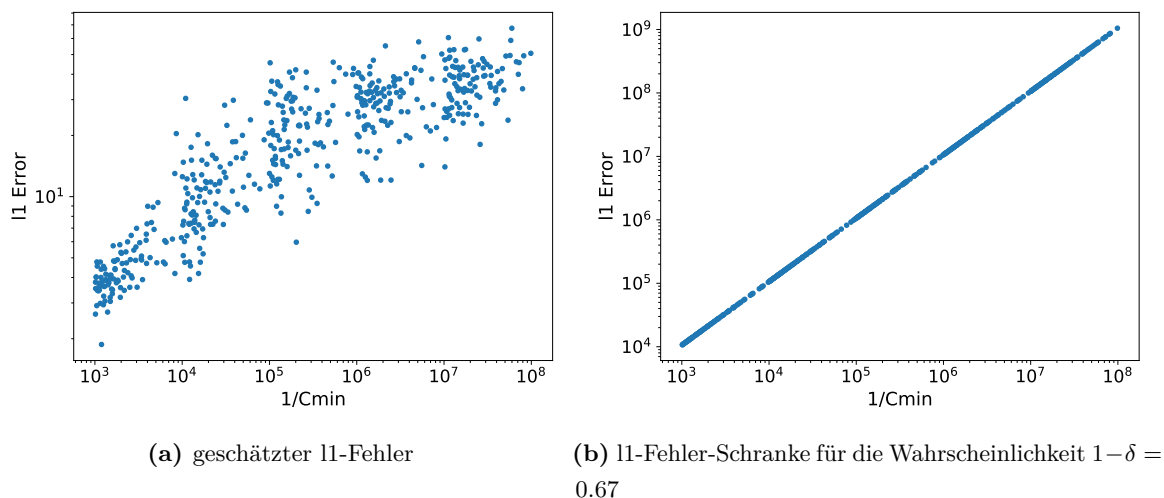 l1 Error
10¹
10³ 10⁴ 10⁵ 10⁶ 10⁷ 10⁸
1/Cmin
(a) geschätzter l1-Fehler
l1 Error
10⁹
10⁸
10⁷
10⁶
10⁵
10⁴
10³ 10⁴ 10⁵ 10⁶ 10⁷ 10⁸
1/Cmin
(b) l1-Fehler-Schranke für die Wahrscheinlichkeit 1−δ =
0.67